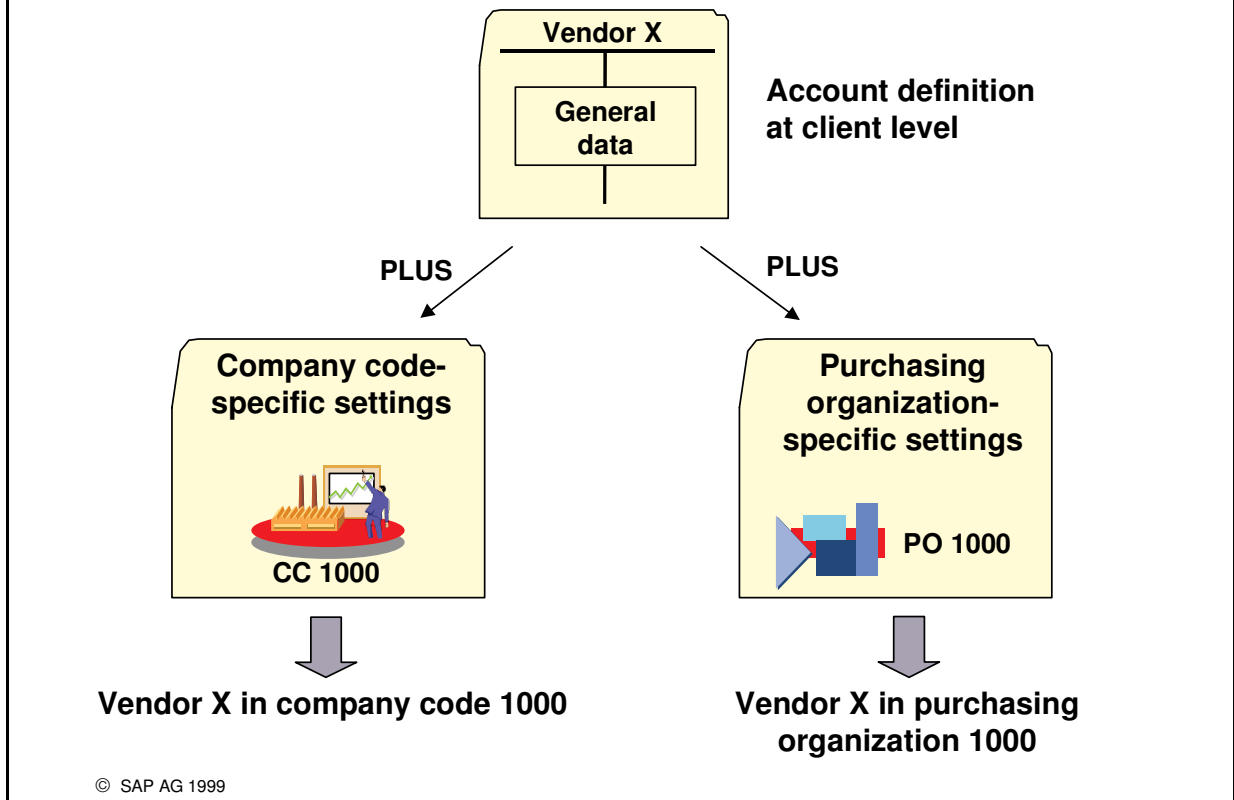 Vendor X
General
data
Account definition
at client level
PLUS
PLUS
Company code-
specific settings
CC 1000
Purchasing
organization-
specific settings
PO 1000
Vendor X in company code 1000
Vendor X in purchasing
organization 1000
© SAP AG 1999